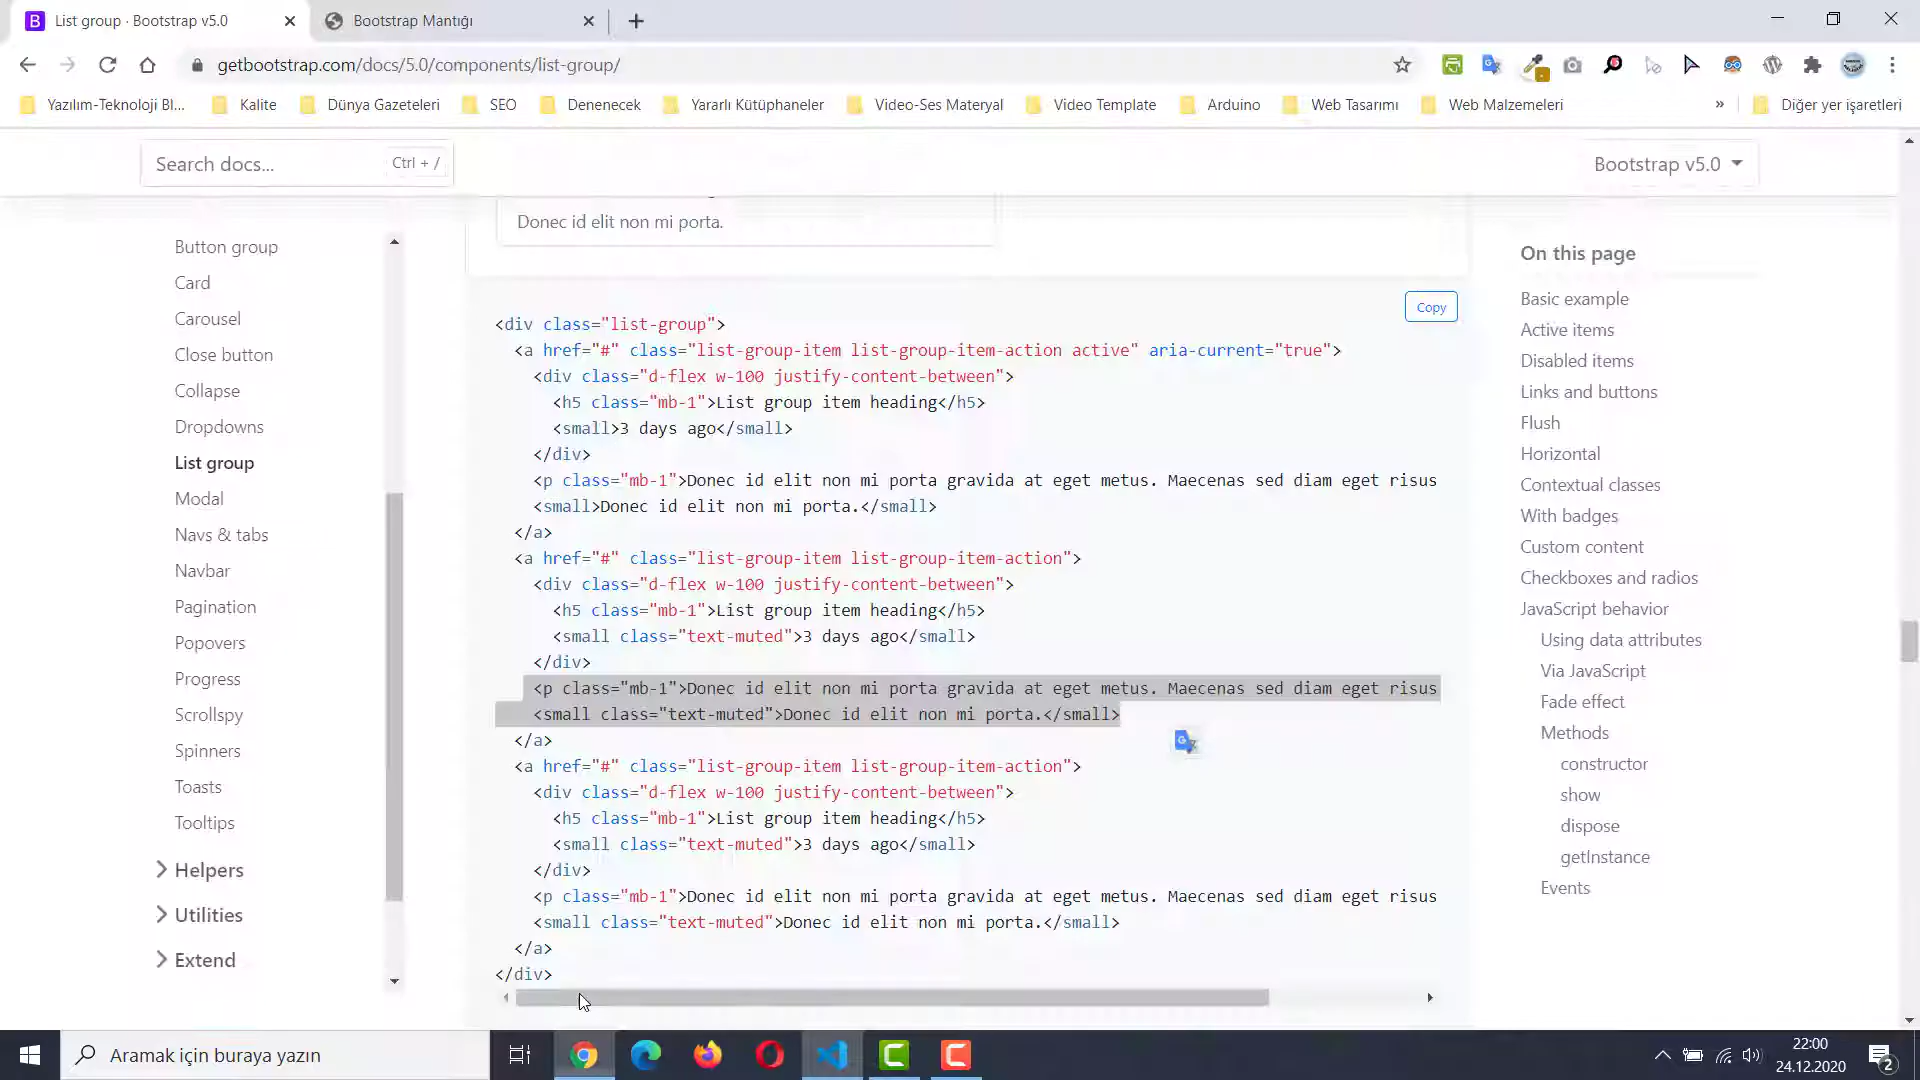 List group · Bootstrap v5.0
Bootstrap Mantığı
getbootstrap.com/docs/5.0/components/list-group/
Yazılım-Teknoloji Bl...
Kalite
Dünya Gazeteleri
SEO
Denenecek
Yararlı Kütüphaneler
Video-Ses Materyal
Video Template
Arduino
Web Tasarımı
Web Malzemeleri
»
Diğer yer işaretleri
Search docs...
Ctrl + /
Bootstrap v5.0
Button group
Card
Carousel
Close button
Collapse
Dropdowns
List group
Modal
Navs & tabs
Navbar
Pagination
Popovers
Progress
Scrollspy
Spinners
Toasts
Tooltips
Helpers
Utilities
Extend
Donec id elit non mi porta.
Copy
<div class="list-group">
<a href="#" class="list-group-item list-group-item-action active" aria-current="true">
<div class="d-flex w-100 justify-content-between">
<h5 class="mb-1">List group item heading</h5>
<small>3 days ago</small>
</div>
<p class="mb-1">Donec id elit non mi porta gravida at eget metus. Maecenas sed diam eget risus
<small>Donec id elit non mi porta.</small>
</a>
<a href="#" class="list-group-item list-group-item-action">
<div class="d-flex w-100 justify-content-between">
<h5 class="mb-1">List group item heading</h5>
<small class="text-muted">3 days ago</small>
</div>
<p class="mb-1">Donec id elit non mi porta gravida at eget metus. Maecenas sed diam eget risus
<small class="text-muted">Donec id elit non mi porta.</small>
</a>
<a href="#" class="list-group-item list-group-item-action">
<div class="d-flex w-100 justify-content-between">
<h5 class="mb-1">List group item heading</h5>
<small class="text-muted">3 days ago</small>
</div>
<p class="mb-1">Donec id elit non mi porta gravida at eget metus. Maecenas sed diam eget risus
<small class="text-muted">Donec id elit non mi porta.</small>
</a>
</div>
On this page
Basic example
Active items
Disabled items
Links and buttons
Flush
Horizontal
Contextual classes
With badges
Custom content
Checkboxes and radios
JavaScript behavior
Using data attributes
Via JavaScript
Fade effect
Methods
constructor
show
dispose
getInstance
Events
Aramak için buraya yazın
22:00
24.12.2020
2